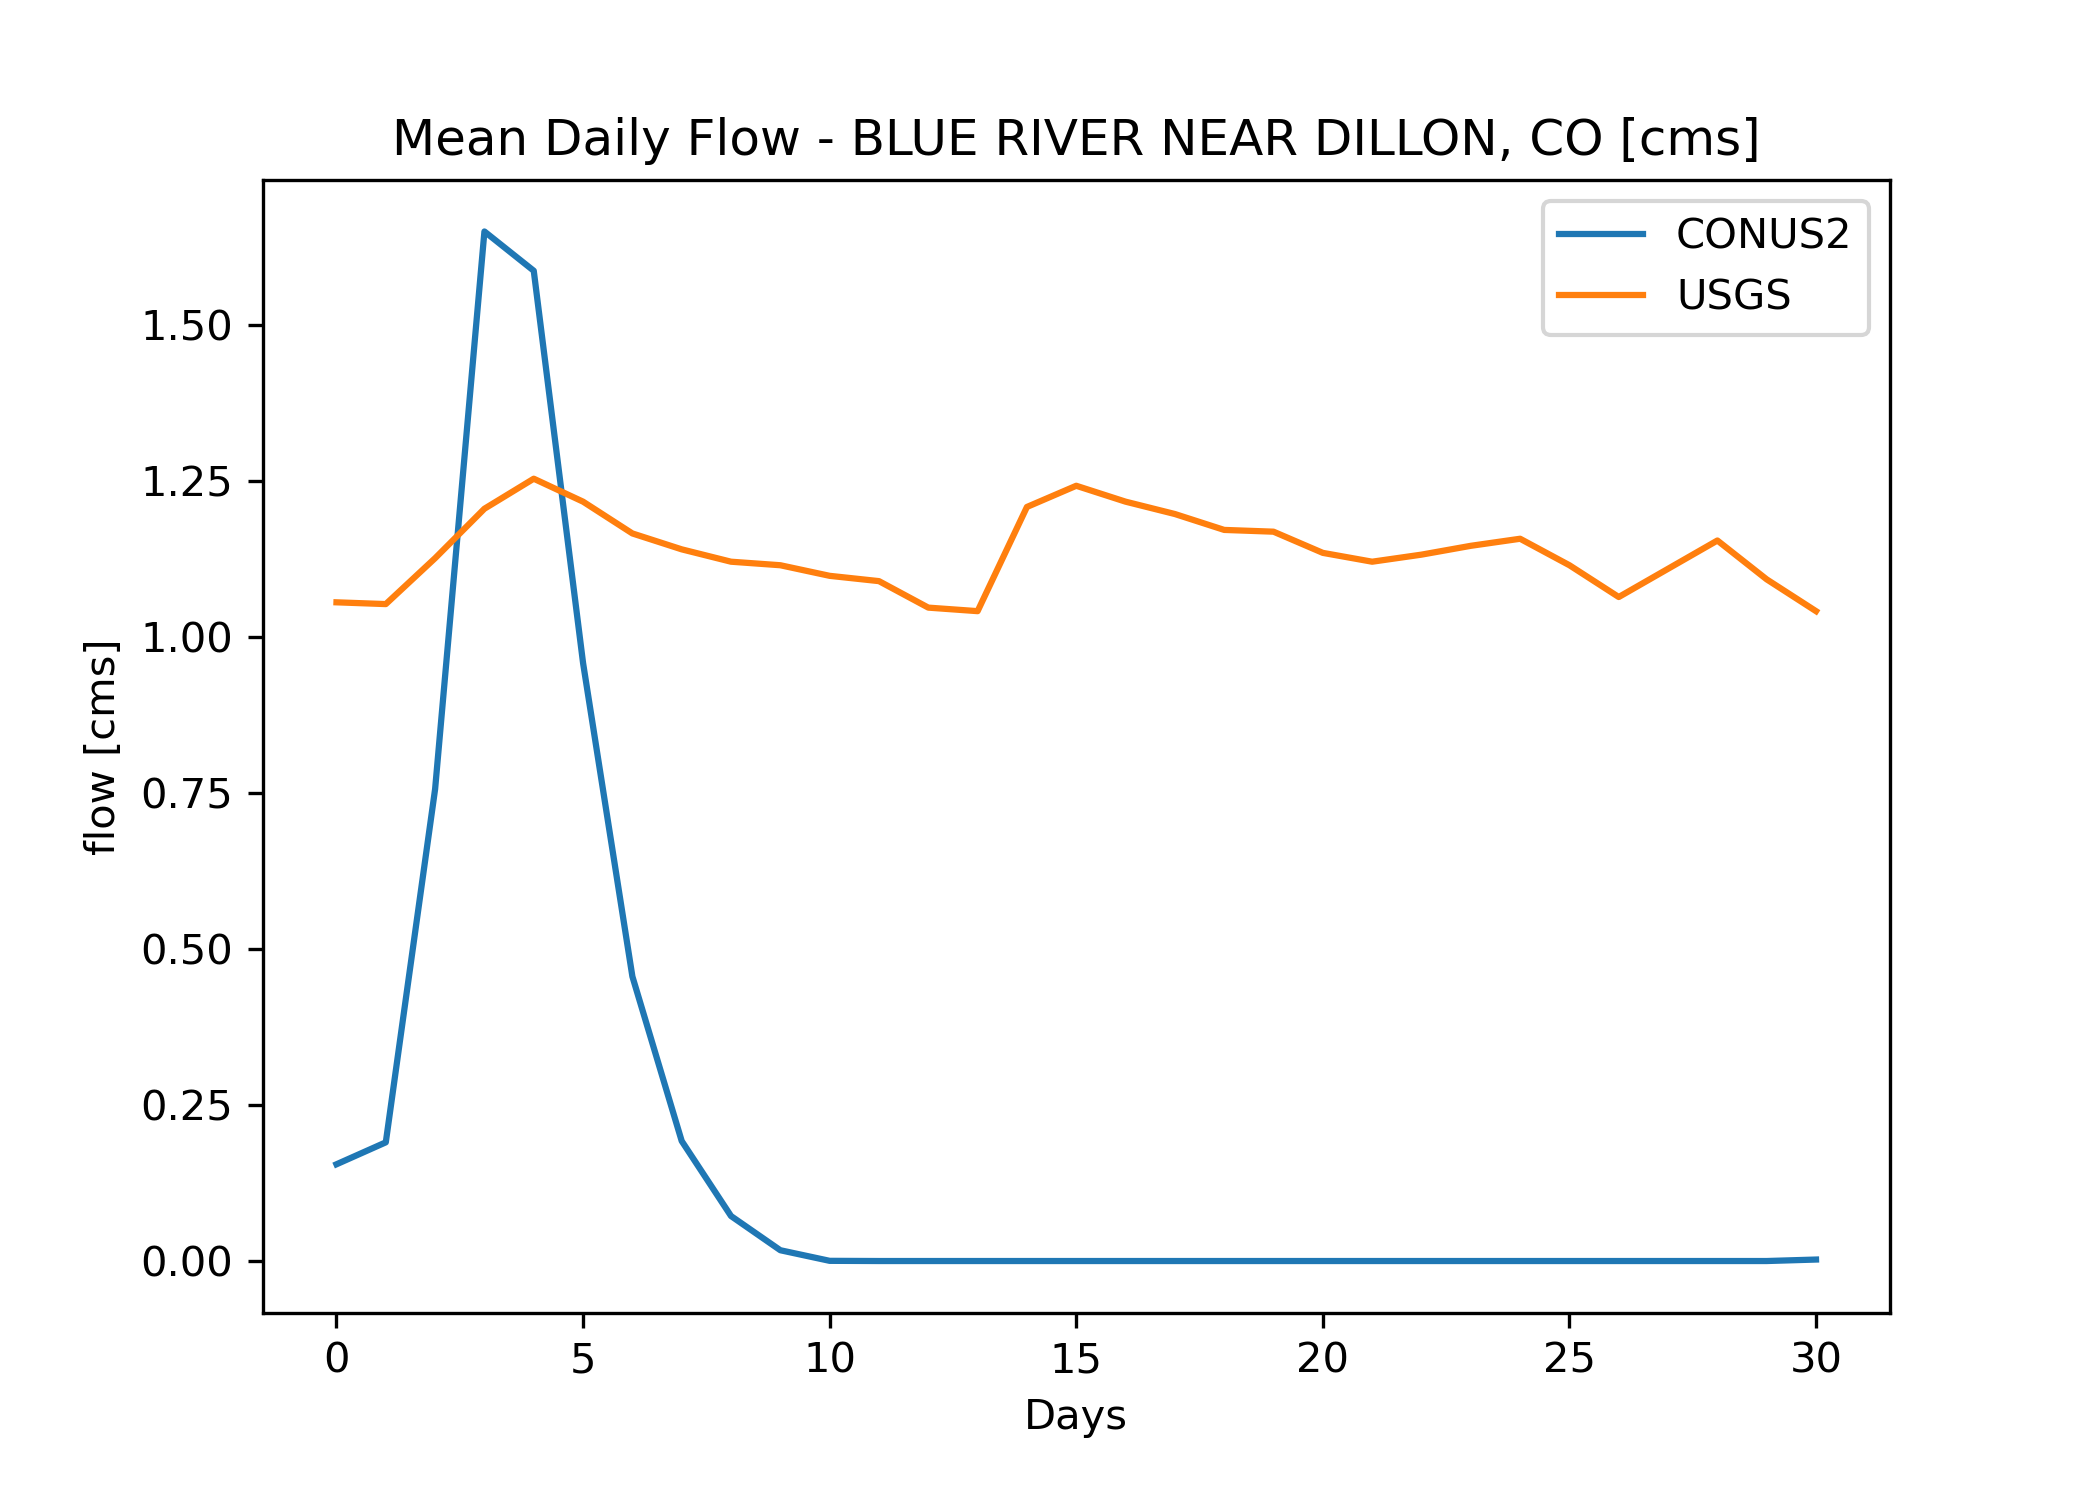 Mean Daily Flow - BLUE RIVER NEAR DILLON, CO [cms]
CONUS2
USGS
flow [cms]
1.50
1.25
1.00
0.75
0.50
0.25
0.00
0 5 10 15 20 25 30
Days